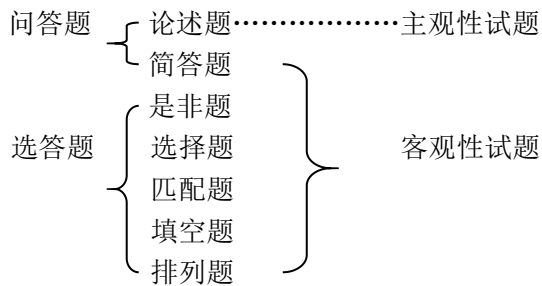 问答题 论述题………………主观性试题
简答题
是非题
选答题 选择题 客观性试题
匹配题
填空题
排列题